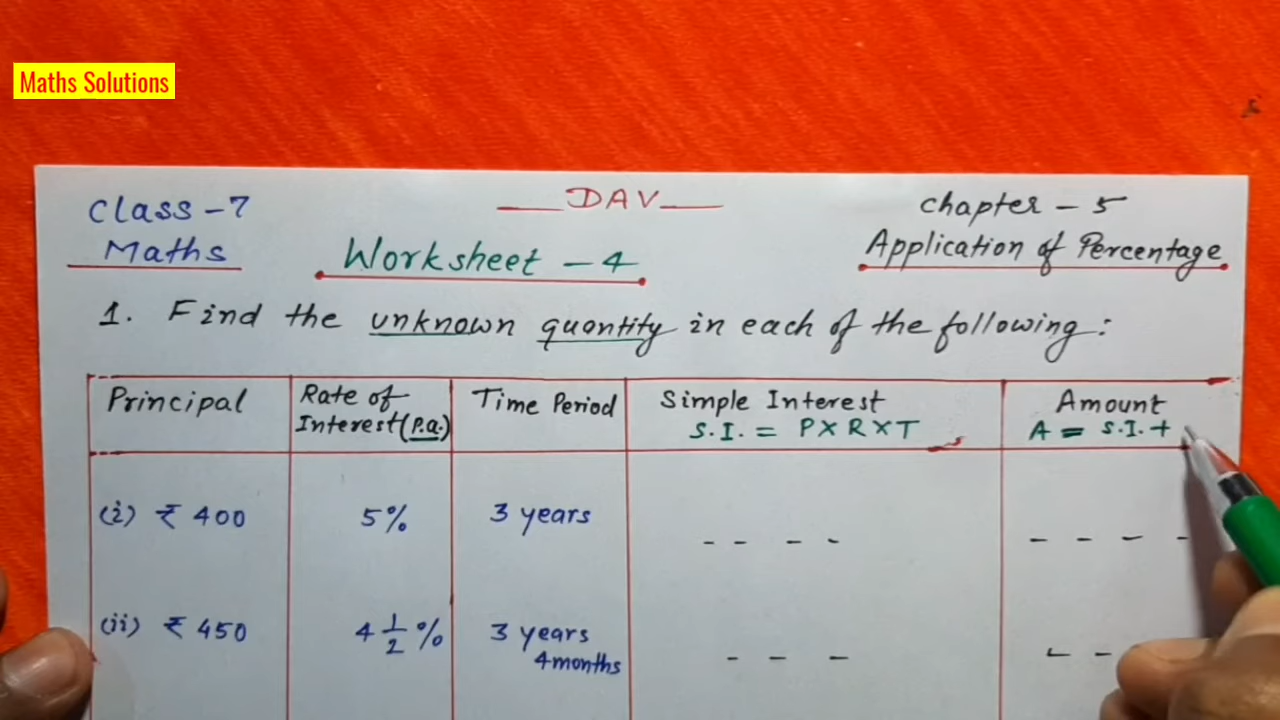 Maths Solutions
Class - 7
DAV
Chapter - 5
Maths
Worksheet - 4
Application of Percentage
1. Find the unknown quantity in each of the following:
Principal
Rate of
Interest (p.a.)
Time Period
Simple Interest
S.I. = P X R X T
Amount
A = S.I. +
(i) ₹ 400
5%
3 years
(ii) ₹ 450
4 1/2 %
3 years
4 months